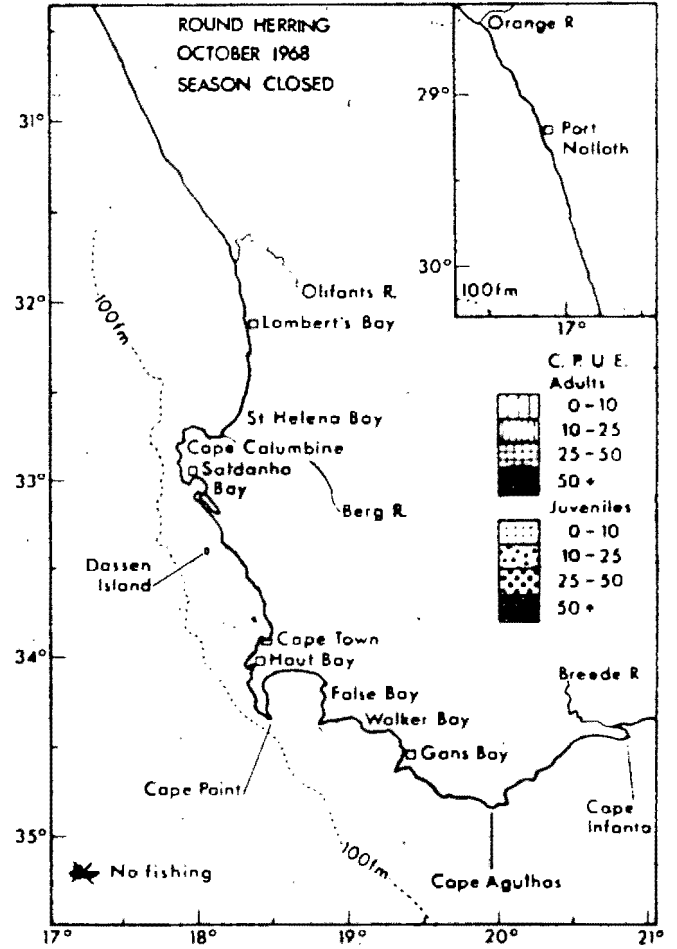 ROUND HERRING
OCTOBER 1968
SEASON CLOSED
Orange R
29°
Port
Nolloth
30°
100fm
17°
31°
32°
33°
34°
35°
Olifants R.
100fm
Lambert's Bay
St Helena Bay
Cape Calumbine
Satdanha
Bay
Berg R.
Dassen
Island
Cape Town
Hout Bay
False Bay
Walker Bay
Gans Bay
Breede R
Cape Point
Cape
Infanta
100fm
Cape Agulhas
No fishing
C. P. U E.
Adults
0-10
10-25
25-50
50+
Juveniles
0-10
10-25
25-50
50+
17°
18°
19°
20°
21°